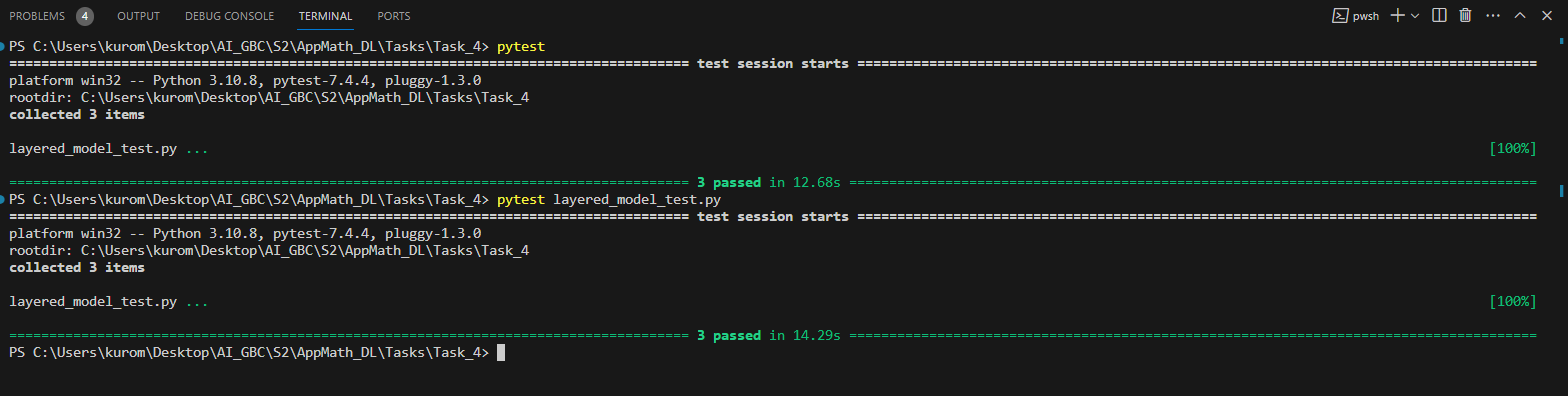 PROBLEMS 4 OUTPUT DEBUG CONSOLE TERMINAL PORTS pwsh
PS C:\Users\kurom\Desktop\AI_GBC\S2\AppMath_DL\Tasks\Task_4> pytest
===================================================================================== test session starts =====================================================================================
platform win32 -- Python 3.10.8, pytest-7.4.4, pluggy-1.3.0
rootdir: C:\Users\kurom\Desktop\AI_GBC\S2\AppMath_DL\Tasks\Task_4
collected 3 items
layered_model_test.py ... [100%]
===================================================================================== 3 passed in 12.68s ======================================================================================
PS C:\Users\kurom\Desktop\AI_GBC\S2\AppMath_DL\Tasks\Task_4> pytest layered_model_test.py
===================================================================================== test session starts =====================================================================================
platform win32 -- Python 3.10.8, pytest-7.4.4, pluggy-1.3.0
rootdir: C:\Users\kurom\Desktop\AI_GBC\S2\AppMath_DL\Tasks\Task_4
collected 3 items
layered_model_test.py ... [100%]
===================================================================================== 3 passed in 14.29s ======================================================================================
PS C:\Users\kurom\Desktop\AI_GBC\S2\AppMath_DL\Tasks\Task_4>